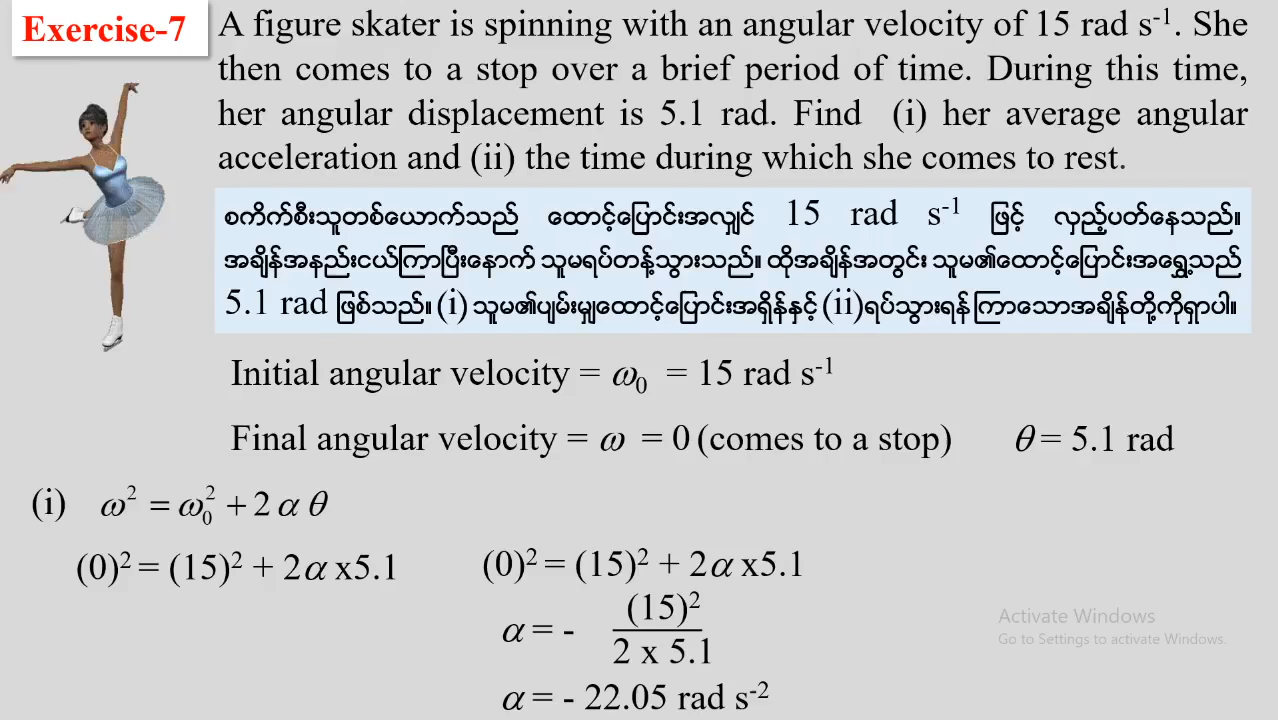 Exercise-7
A figure skater is spinning with an angular velocity of 15 rad s⁻¹. She
then comes to a stop over a brief period of time. During this time,
her angular displacement is 5.1 rad. Find (i) her average angular
acceleration and (ii) the time during which she comes to rest.
စကိတ်စီးသူတစ်ယောက်သည် ထောင့်ပြောင်းအလျှင် 15 rad s⁻¹ ဖြင့် လှည့်ပတ်နေသည်။
အချိန်အနည်းငယ်ကြာပြီးနောက် သူမရပ်တန့်သွားသည်။ ထိုအချိန်အတွင်း သူမ၏ထောင့်ပြောင်းအရွှေ့သည်
5.1 rad ဖြစ်သည်။ (i) သူမ၏ပျမ်းမျှထောင့်ပြောင်းအရှိန်နှင့် (ii)ရပ်သွားရန်ကြာသောအချိန်တို့ကိုရှာပါ။
Initial angular velocity = ω₀ = 15 rad s⁻¹
Final angular velocity = ω = 0 (comes to a stop) θ = 5.1 rad
(i) ω² = ω₀² + 2 α θ
(0)² = (15)² + 2α x5.1
(0)² = (15)² + 2α x5.1
α = - (15)² / 2 x 5.1
α = - 22.05 rad s⁻²
Activate Windows
Go to Settings to activate Windows.